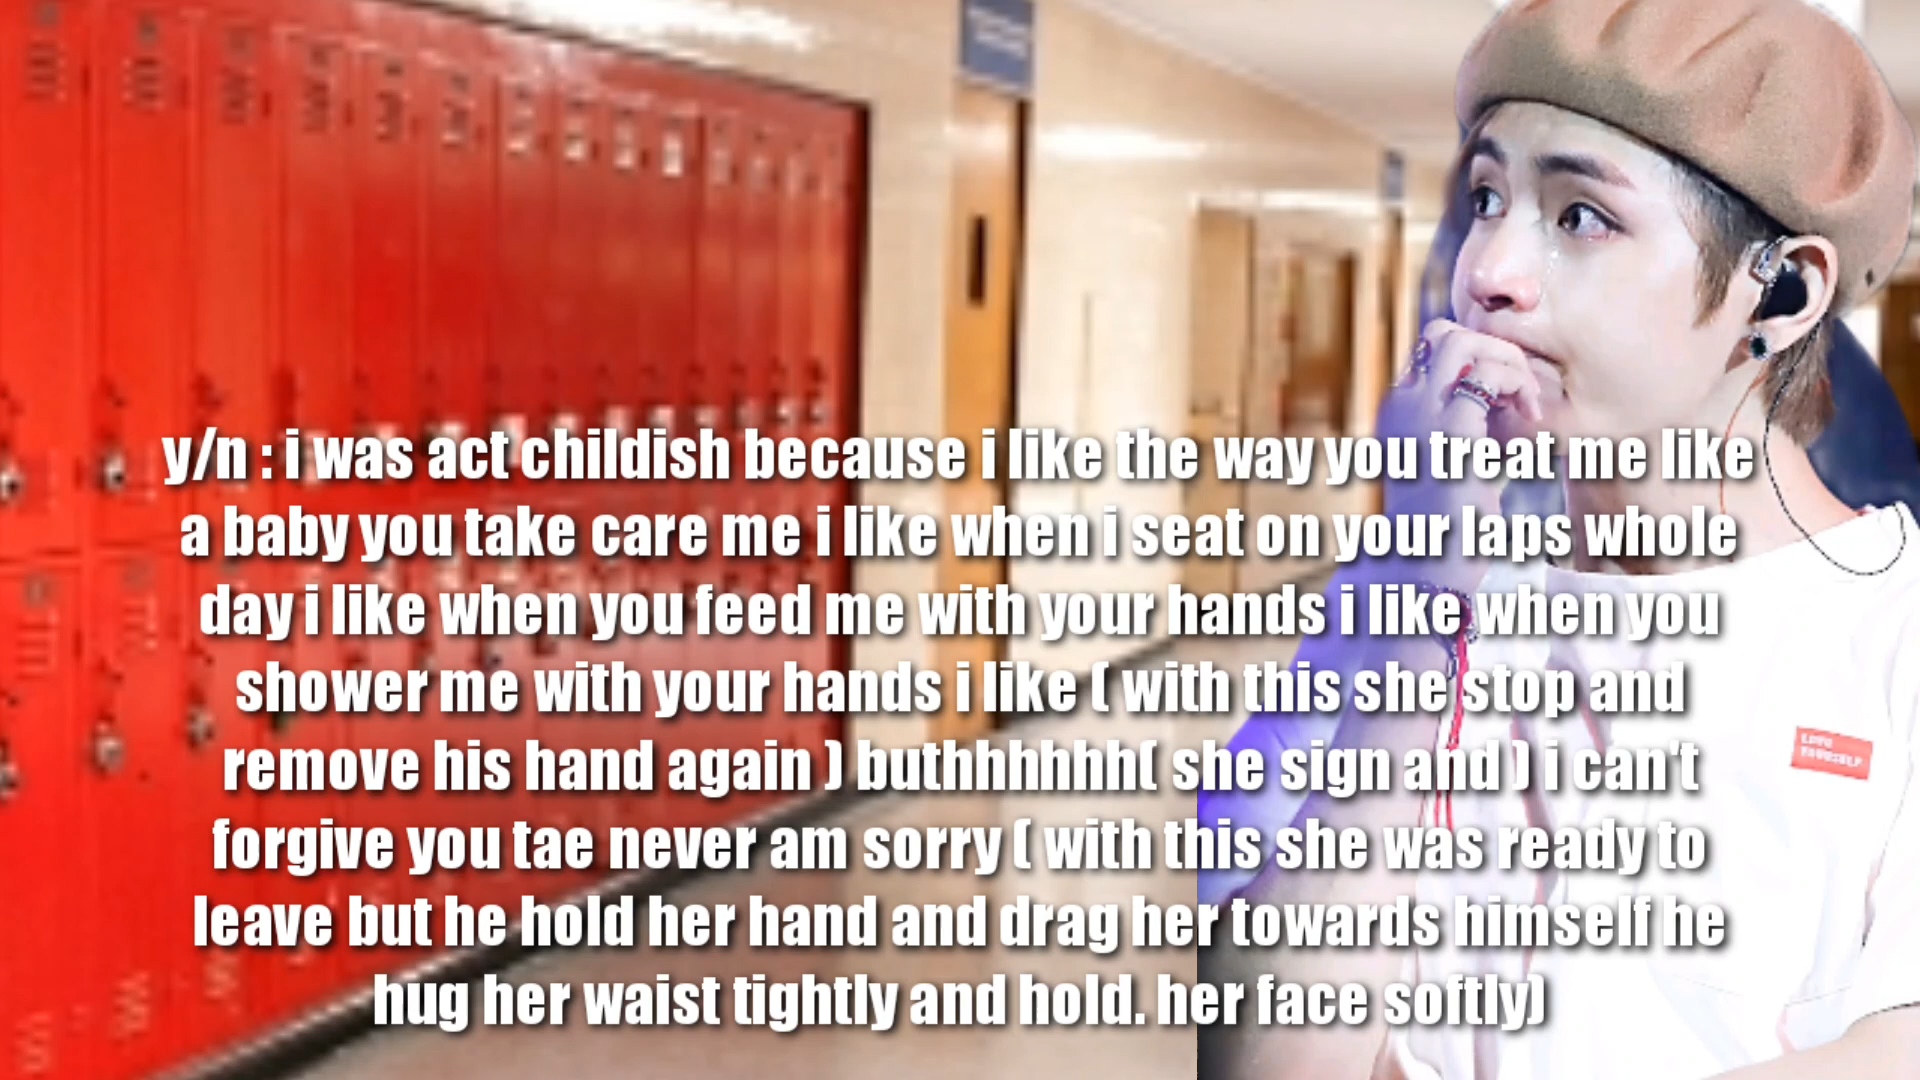 y/n : i was act childish because i like the way you treat me like
a baby you take care me i like when i seat on your laps whole
day i like when you feed me with your hands i like when you
shower me with your hands i like ( with this she stop and
remove his hand again ) buthhhhhh( she sign and ) i can't
forgive you tae never am sorry ( with this she was ready to
leave but he hold her hand and drag her towards himself he
hug her waist tightly and hold. her face softly)
LOVE
YOURSELF